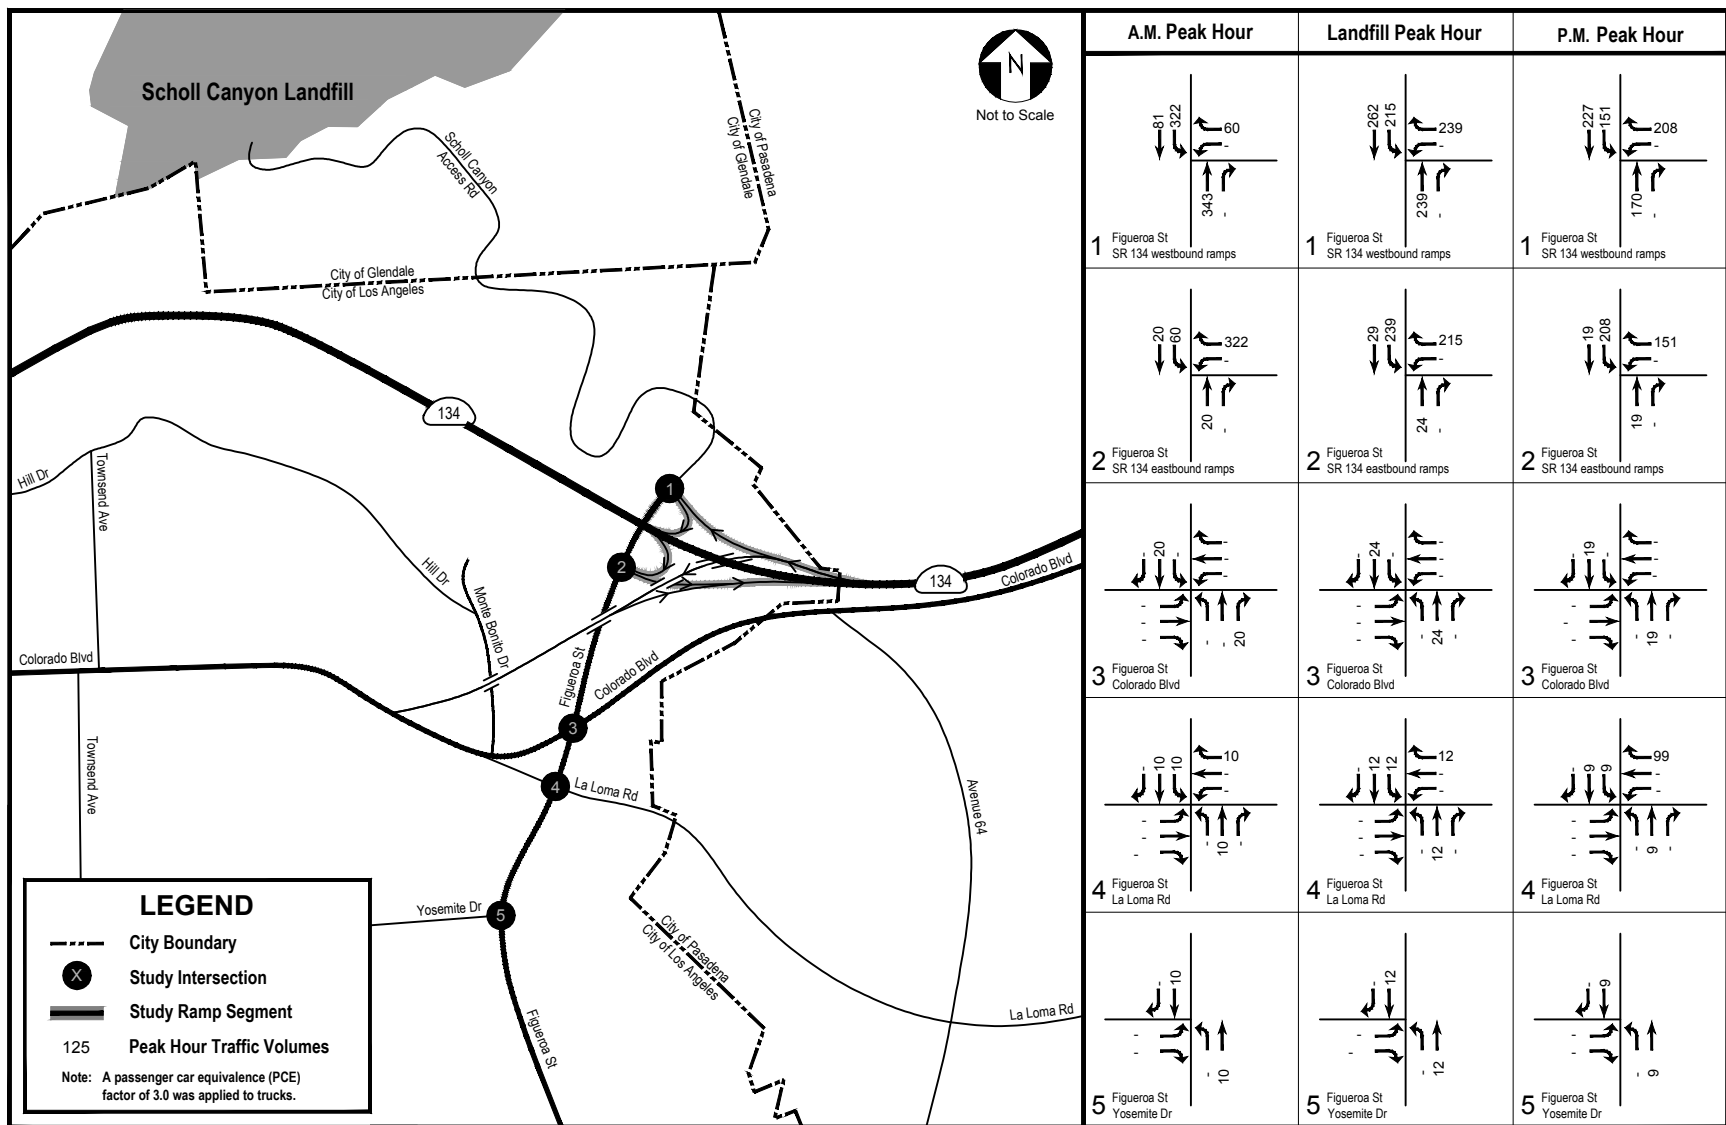 Scholl Canyon Landfill
N
Not to Scale
City of Pasadena
City of Glendale
Scholl Canyon
Access Rd
City of Glendale
City of Los Angeles
134
Hill Dr
Townsend Ave
1
2
Hill Dr
Monte Bonito Dr
134
Colorado Blvd
Colorado Blvd
Figueroa St
Colorado Blvd
3
4
La Loma Rd
Townsend Ave
Avenue 64
Yosemite Dr
5
City of Pasadena
City of Los Angeles
La Loma Rd
Figueroa St
LEGEND
City Boundary
X Study Intersection
Study Ramp Segment
125 Peak Hour Traffic Volumes
Note: A passenger car equivalence (PCE)
factor of 3.0 was applied to trucks.
A.M. Peak Hour Landfill Peak Hour P.M. Peak Hour
81 322 60 -
343 -
1 Figueroa St
SR 134 westbound ramps
262 215 239 -
239 -
1 Figueroa St
SR 134 westbound ramps
227 151 208 -
170 -
1 Figueroa St
SR 134 westbound ramps
20 60 322 -
20 -
2 Figueroa St
SR 134 eastbound ramps
29 239 215 -
24 -
2 Figueroa St
SR 134 eastbound ramps
19 208 151 -
19 -
2 Figueroa St
SR 134 eastbound ramps
- 20 - - - -
- - - - - 20
3 Figueroa St
Colorado Blvd
- 24 - - - -
- - - - 24 -
3 Figueroa St
Colorado Blvd
- 19 - - - -
- - - - 19 -
3 Figueroa St
Colorado Blvd
- 10 10 10 - -
- - - - 10 -
4 Figueroa St
La Loma Rd
- 12 12 12 - -
- - - - 12 -
4 Figueroa St
La Loma Rd
- 9 9 99 - -
- - - - 9 -
4 Figueroa St
La Loma Rd
- 10
- - - 10
5 Figueroa St
Yosemite Dr
- 12
- - - 12
5 Figueroa St
Yosemite Dr
- 9
- - - 9
5 Figueroa St
Yosemite Dr